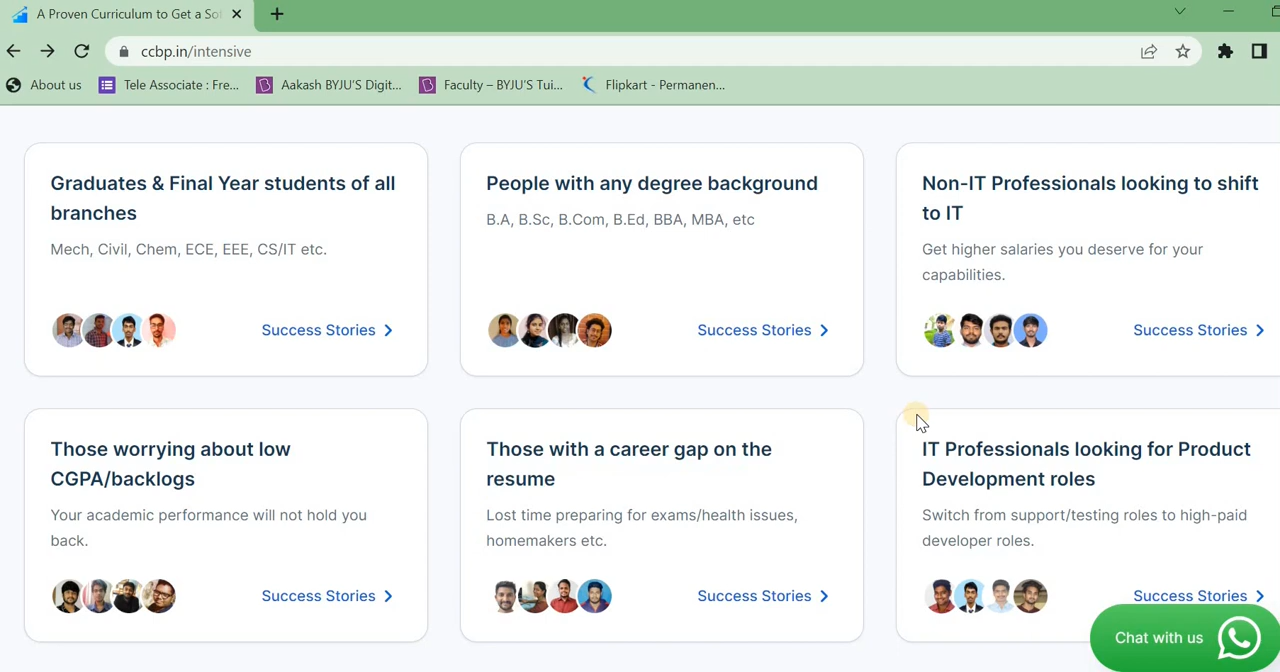 A Proven Curriculum to Get a So
ccbp.in/intensive
About us
Tele Associate : Fre...
Aakash BYJU'S Digit...
Faculty – BYJU'S Tui...
Flipkart - Permanen...
Graduates & Final Year students of all
branches
Mech, Civil, Chem, ECE, EEE, CS/IT etc.
Success Stories
People with any degree background
B.A, B.Sc, B.Com, B.Ed, BBA, MBA, etc
Success Stories
Non-IT Professionals looking to shift
to IT
Get higher salaries you deserve for your
capabilities.
Success Stories
Those worrying about low
CGPA/backlogs
Your academic performance will not hold you
back.
Success Stories
Those with a career gap on the
resume
Lost time preparing for exams/health issues,
homemakers etc.
Success Stories
IT Professionals looking for Product
Development roles
Switch from support/testing roles to high-paid
developer roles.
Success Stories
Chat with us